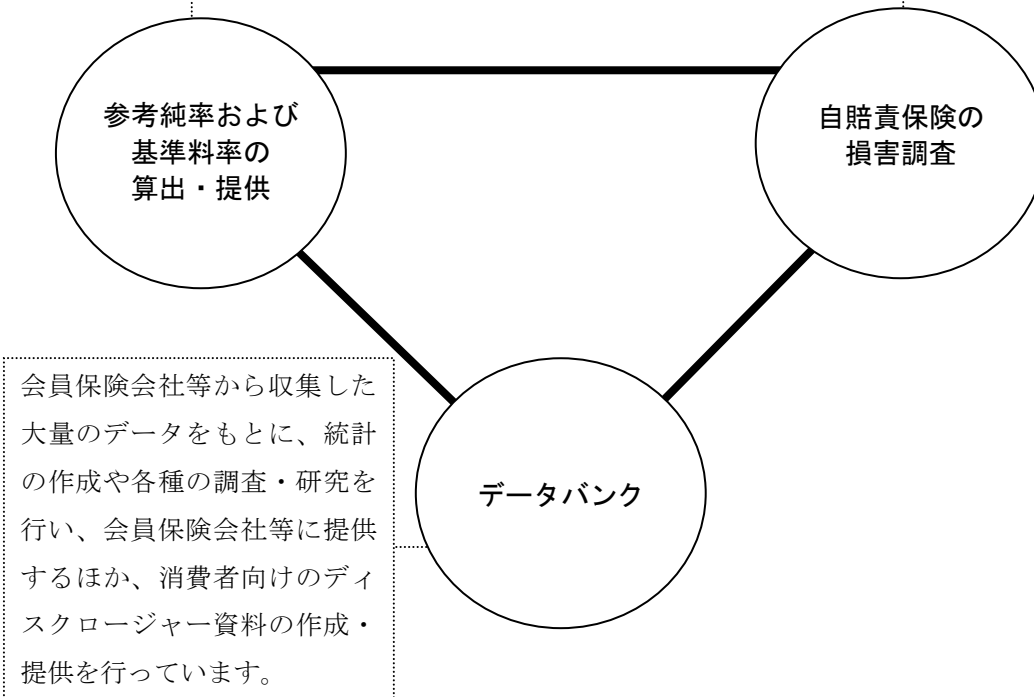 参考純率および
基準料率の
算出・提供
自賠責保険の
損害調査
データバンク
会員保険会社等から収集した
大量のデータをもとに、統計
の作成や各種の調査・研究を
行い、会員保険会社等に提供
するほか、消費者向けのディ
スクロージャー資料の作成・
提供を行っています。